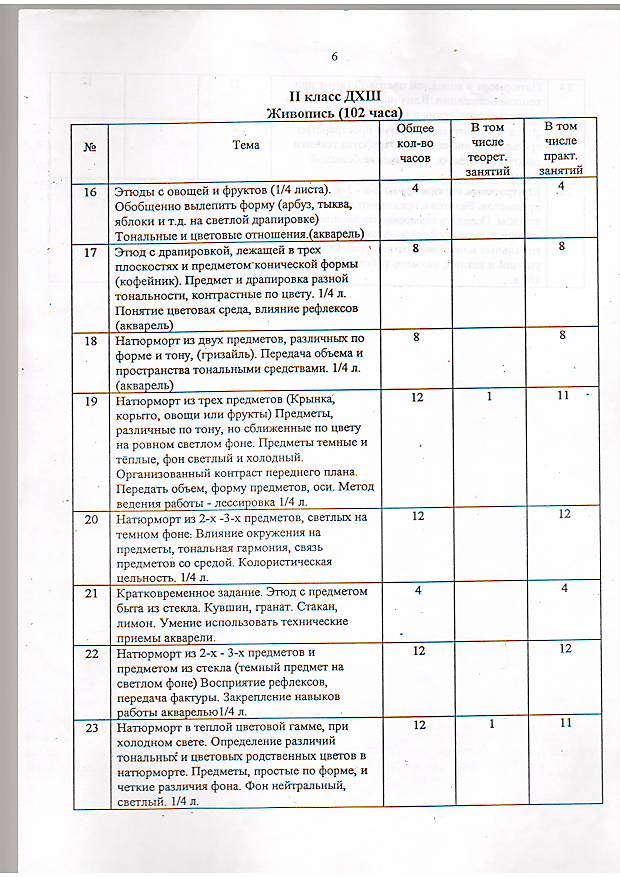 6
II класс ДХШ
Живопись (102 часа)
№
Тема
Общее
кол-во
часов
В том
числе
теорет.
занятий
В том
числе
практ.
занятий
16
Этюды с овощей и фруктов (1/4 листа).
Обобщенно вылепить форму (арбуз, тыква,
яблоки и т.д. на светлой драпировке)
Тональные и цветовые отношения.(акварель)
4
4
17
Этюд с драпировкой, лежащей в трех
плоскостях и предметом конической формы
(кофейник). Предмет и драпировка разной
тональности, контрастные по цвету. 1/4 л.
Понятие цветовая среда, влияние рефлексов
(акварель)
8
8
18
Натюрморт из двух предметов, различных по
форме и тону, (гризайль). Передача объема и
пространства тональными средствами. 1/4 л.
(акварель)
8
8
19
Натюрморт из трех предметов (Крынка,
корыто, овощи или фрукты) Предметы,
различные по тону, но сближенные по цвету
на ровном светлом фоне. Предметы темные и
тёплые, фон светлый и холодный.
Организованный контраст переднего плана.
Передать объем, форму предметов, оси. Метод
ведения работы - лессировка 1/4 л.
12
1
11
20
Натюрморт из 2-х -3-х предметов, светлых на
темном фоне. Влияние окружения на
предметы, тональная гармония, связь
предметов со средой. Колористическая
цельность. 1/4 л.
12
12
21
Кратковременное задание. Этюд с предметом
быта из стекла. Кувшин, гранат. Стакан,
лимон. Умение использовать технические
приемы акварели.
4
4
22
Натюрморт из 2-х - 3-х предметов и
предметом из стекла (темный предмет на
светлом фоне) Восприятие рефлексов,
передача фактуры. Закрепление навыков
работы акварелью1/4 л.
12
12
23
Натюрморт в теплой цветовой гамме, при
холодном свете. Определение различий
тональных и цветовых родственных цветов в
натюрморте. Предметы, простые по форме, и
четкие различия фона. Фон нейтральный,
светлый. 1/4 л.
12
1
11